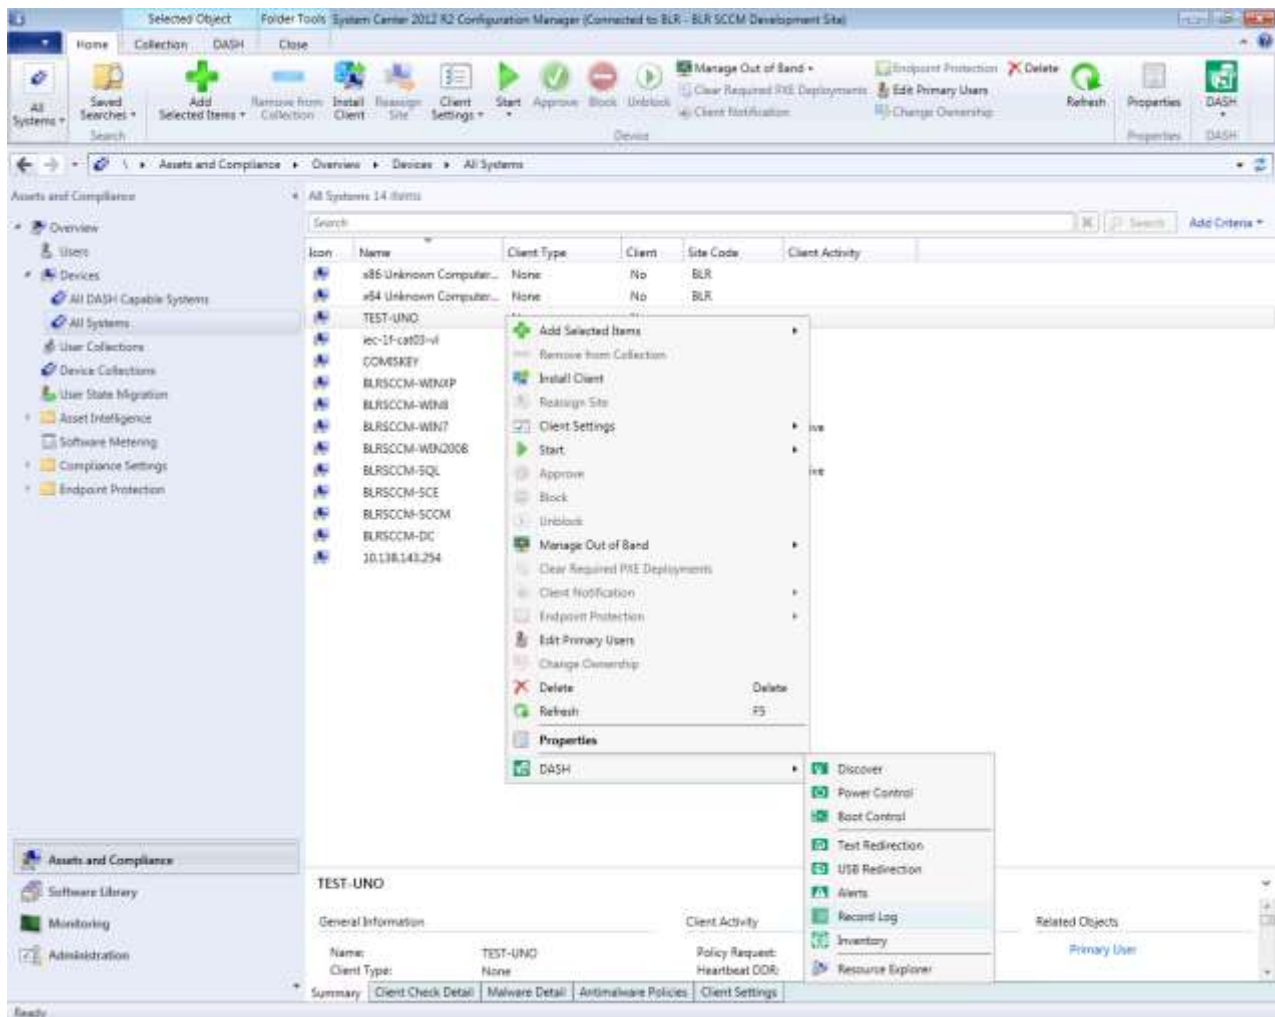 Selected Object Folder Tools System Center 2012 R2 Configuration Manager (Connected to BLR - BLR SCCM Development Site)
Home Collection DASH Close
All Systems
Saved Searches
Add Selected Items
Remove from Collection
Install Client
Reassign Site
Client Settings
Start
Approve
Block
Unblock
Manage Out of Band
Clear Required PXE Deployments
Client Notification
Endpoint Protection
Edit Primary Users
Change Ownership
Delete
Refresh
Properties
DASH
Search Device Properties DASH
\ Assets and Compliance Overview Devices All Systems
Assets and Compliance
Overview
Users
Devices
All DASH Capable Systems
All Systems
User Collections
Device Collections
User State Migration
Asset Intelligence
Software Metering
Compliance Settings
Endpoint Protection
Assets and Compliance
Software Library
Monitoring
Administration
All Systems 14 items
Search Search Add Criteria
Icon Name Client Type Client Site Code Client Activity
x86 Unknown Computer... None No BLR
x64 Unknown Computer... None No BLR
TEST-UNO
iec-1f-cat03-vl
COMISKEY
BLRSCCM-WINXP
BLRSCCM-WIN8
BLRSCCM-WIN7 ive
BLRSCCM-WIN2008
BLRSCCM-SQL ive
BLRSCCM-SCE
BLRSCCM-SCCM
BLRSCCM-DC
10.138.143.254
Add Selected Items
Remove from Collection
Install Client
Reassign Site
Client Settings
Start
Approve
Block
Unblock
Manage Out of Band
Clear Required PXE Deployments
Client Notification
Endpoint Protection
Edit Primary Users
Change Ownership
Delete Delete
Refresh F5
Properties
DASH
Discover
Power Control
Boot Control
Text Redirection
USB Redirection
Alerts
Record Log
Inventory
Resource Explorer
TEST-UNO
General Information Client Activity Related Objects
Name: TEST-UNO Policy Request: Primary User
Client Type: None Heartbeat DDR:
Summary Client Check Detail Malware Detail Antimalware Policies Client Settings
Ready